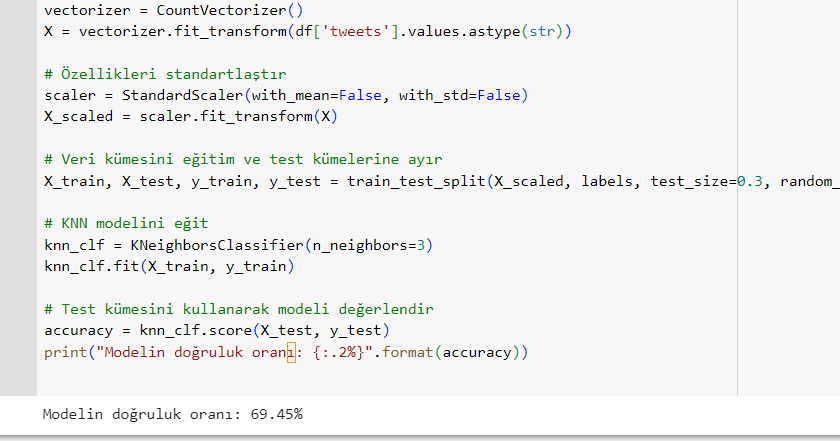 vectorizer = CountVectorizer()
X = vectorizer.fit_transform(df['tweets'].values.astype(str))
# Özellikleri standartlaştır
scaler = StandardScaler(with_mean=False, with_std=False)
X_scaled = scaler.fit_transform(X)
# Veri kümesini eğitim ve test kümelerine ayır
X_train, X_test, y_train, y_test = train_test_split(X_scaled, labels, test_size=0.3, random_
# KNN modelini eğit
knn_clf = KNeighborsClassifier(n_neighbors=3)
knn_clf.fit(X_train, y_train)
# Test kümesini kullanarak modeli değerlendir
accuracy = knn_clf.score(X_test, y_test)
print("Modelin doğruluk oranı: {:.2%}".format(accuracy))
Modelin doğruluk oranı: 69.45%